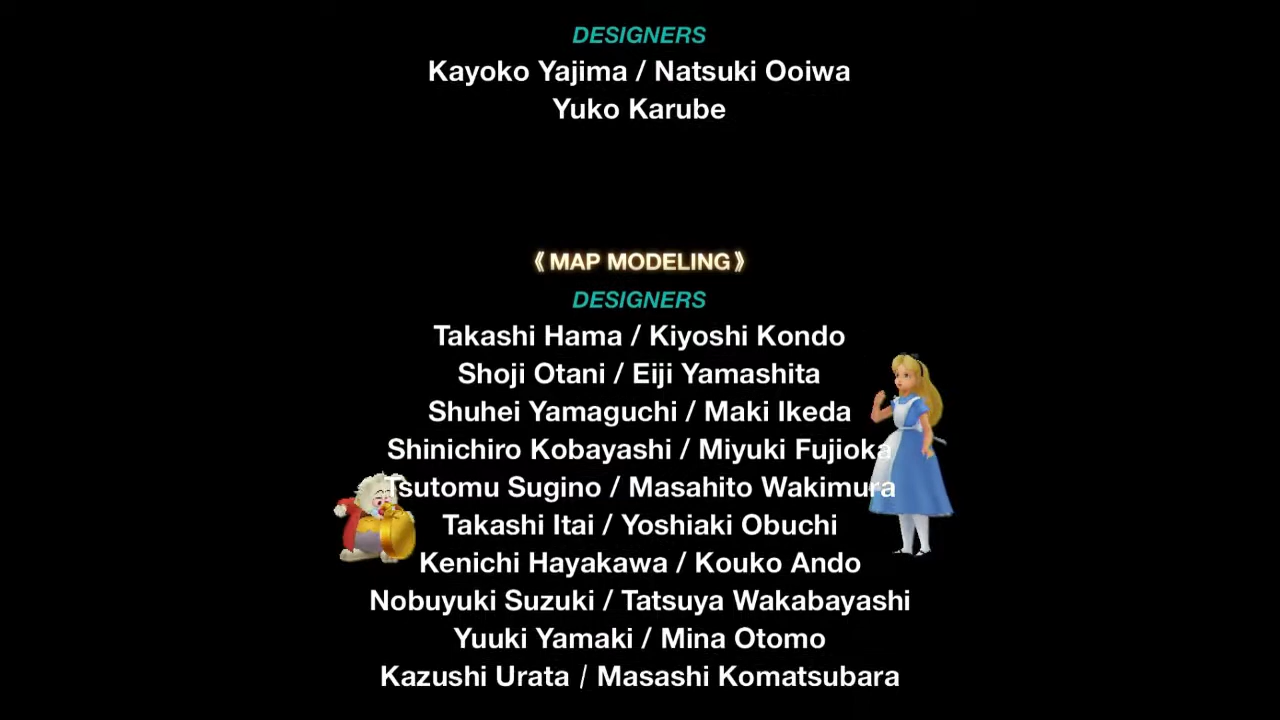 DESIGNERS
Kayoko Yajima / Natsuki Ooiwa
Yuko Karube
《MAP MODELING》
DESIGNERS
Takashi Hama / Kiyoshi Kondo
Shoji Otani / Eiji Yamashita
Shuhei Yamaguchi / Maki Ikeda
Shinichiro Kobayashi / Miyuki Fujioka
Tsutomu Sugino / Masahito Wakimura
Takashi Itai / Yoshiaki Obuchi
Kenichi Hayakawa / Kouko Ando
Nobuyuki Suzuki / Tatsuya Wakabayashi
Yuuki Yamaki / Mina Otomo
Kazushi Urata / Masashi Komatsubara